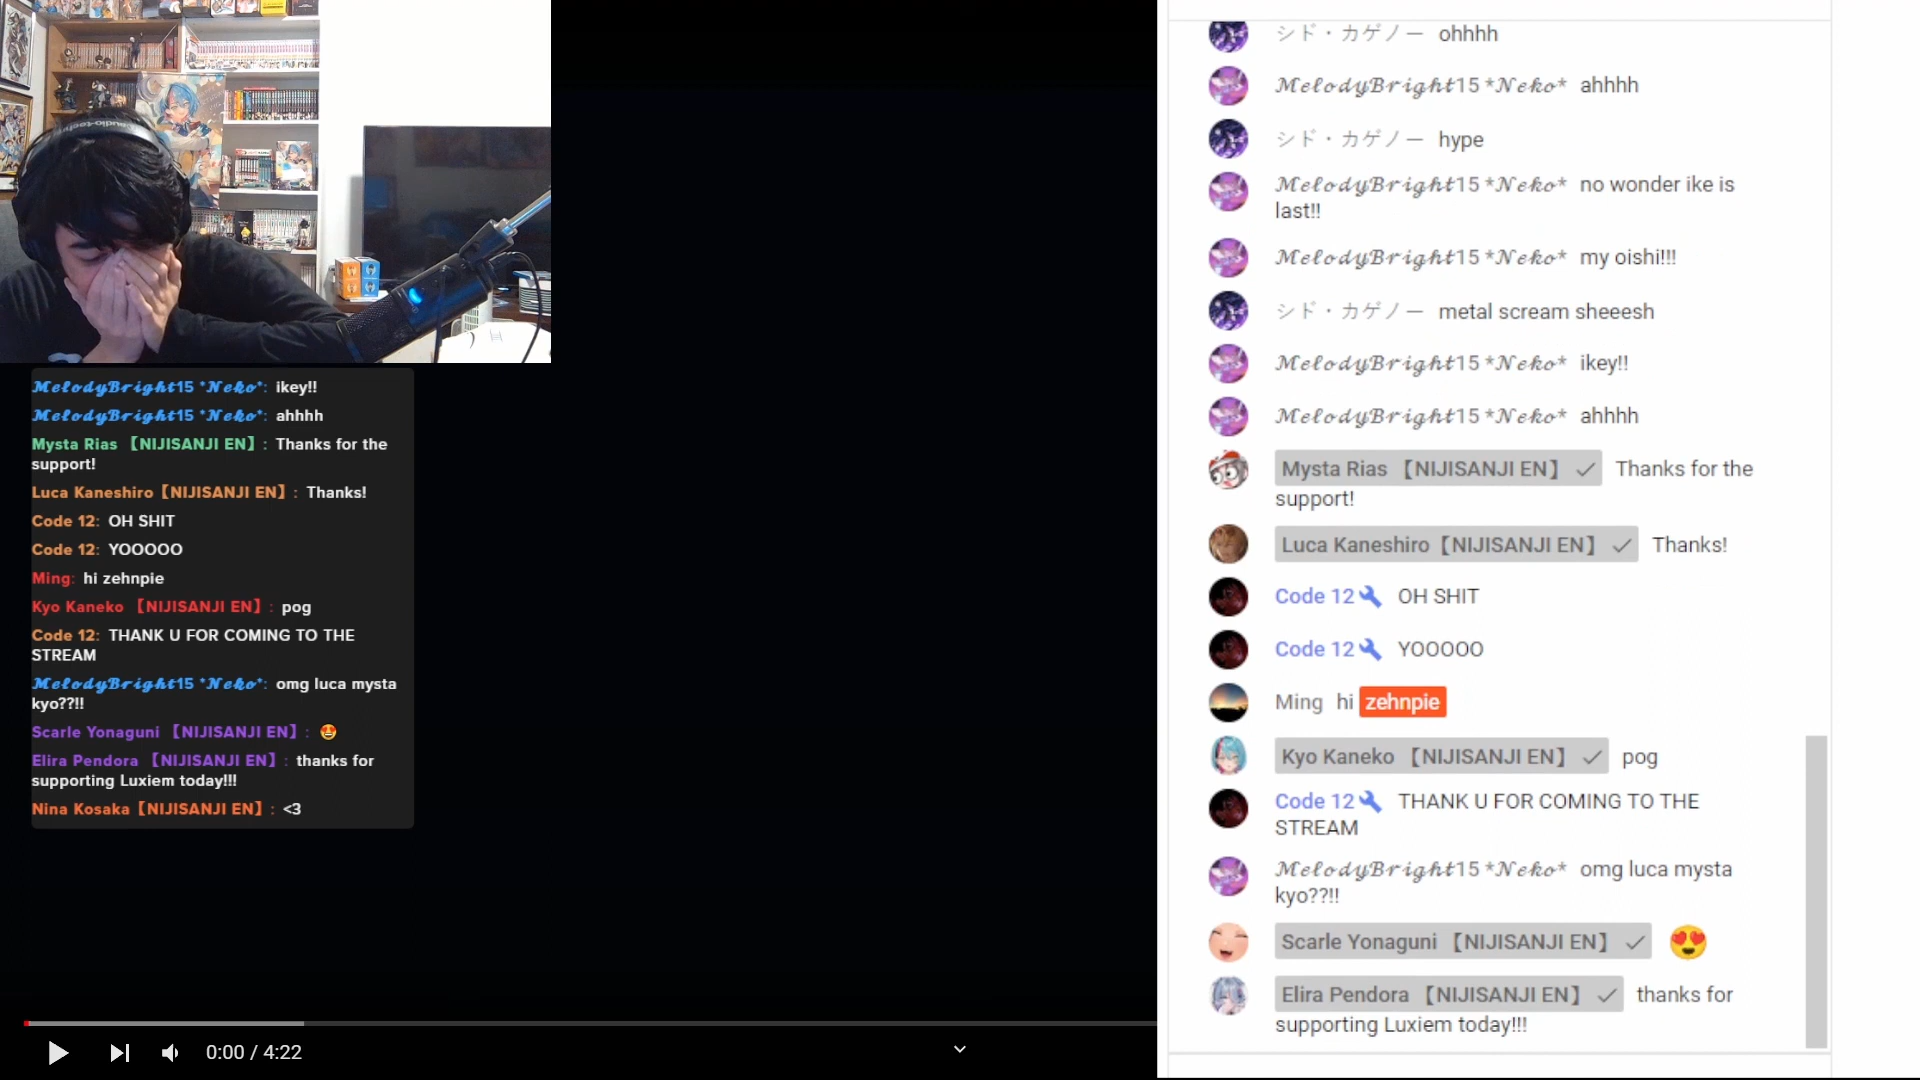 𝓜𝓮𝓵𝓸𝓭𝔂𝓑𝓻𝓲𝓰𝓱𝓽15 *𝓝𝓮𝓴𝓸*: ikey!!
𝓜𝓮𝓵𝓸𝓭𝔂𝓑𝓻𝓲𝓰𝓱𝓽15 *𝓝𝓮𝓴𝓸*: ahhhh
Mysta Rias 【NIJISANJI EN】: Thanks for the
support!
Luca Kaneshiro【NIJISANJI EN】: Thanks!
Code 12: OH SHIT
Code 12: YOOOOO
Ming: hi zehnpie
Kyo Kaneko 【NIJISANJI EN】: pog
Code 12: THANK U FOR COMING TO THE
STREAM
𝓜𝓮𝓵𝓸𝓭𝔂𝓑𝓻𝓲𝓰𝓱𝓽15 *𝓝𝓮𝓴𝓸*: omg luca mysta
kyo??!!
Scarle Yonaguni 【NIJISANJI EN】: 😍
Elira Pendora 【NIJISANJI EN】: thanks for
supporting Luxiem today!!!
Nina Kosaka【NIJISANJI EN】: <3
0:00 / 4:22
シド・カゲノー ohhhh
𝓜𝓮𝓵𝓸𝓭𝔂𝓑𝓻𝓲𝓰𝓱𝓽15 *𝓝𝓮𝓴𝓸* ahhhh
シド・カゲノー hype
𝓜𝓮𝓵𝓸𝓭𝔂𝓑𝓻𝓲𝓰𝓱𝓽15 *𝓝𝓮𝓴𝓸* no wonder ike is
last!!
𝓜𝓮𝓵𝓸𝓭𝔂𝓑𝓻𝓲𝓰𝓱𝓽15 *𝓝𝓮𝓴𝓸* my oishi!!!
シド・カゲノー metal scream sheeesh
𝓜𝓮𝓵𝓸𝓭𝔂𝓑𝓻𝓲𝓰𝓱𝓽15 *𝓝𝓮𝓴𝓸* ikey!!
𝓜𝓮𝓵𝓸𝓭𝔂𝓑𝓻𝓲𝓰𝓱𝓽15 *𝓝𝓮𝓴𝓸* ahhhh
Mysta Rias 【NIJISANJI EN】 ✓ Thanks for the
support!
Luca Kaneshiro【NIJISANJI EN】 ✓ Thanks!
Code 12 OH SHIT
Code 12 YOOOOO
Ming hi zehnpie
Kyo Kaneko 【NIJISANJI EN】 ✓ pog
Code 12 THANK U FOR COMING TO THE
STREAM
𝓜𝓮𝓵𝓸𝓭𝔂𝓑𝓻𝓲𝓰𝓱𝓽15 *𝓝𝓮𝓴𝓸* omg luca mysta
kyo??!!
Scarle Yonaguni 【NIJISANJI EN】 ✓ 😍
Elira Pendora 【NIJISANJI EN】 ✓ thanks for
supporting Luxiem today!!!